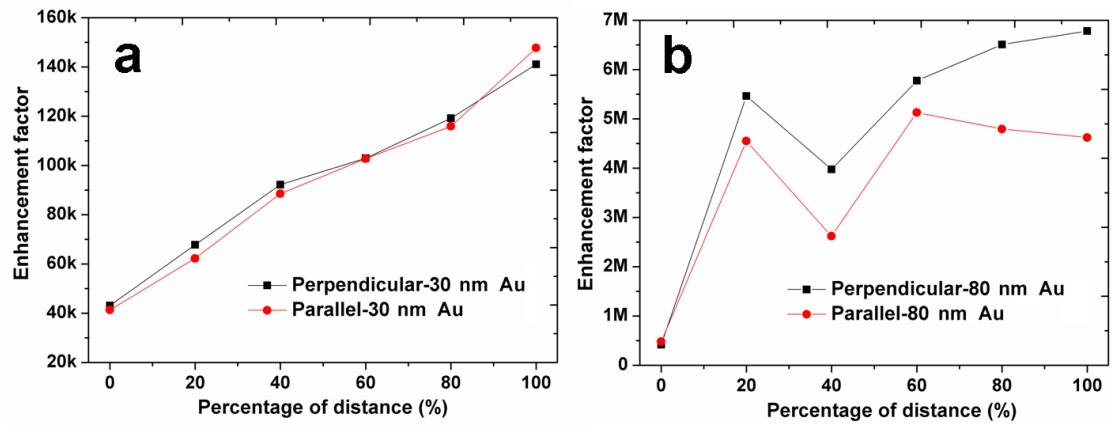 a
160k
140k
120k
100k
80k
60k
40k
20k
Enhancement factor
Perpendicular-30 nm Au
Parallel-30 nm Au
0 20 40 60 80 100
Percentage of distance (%)
b
7M
6M
5M
4M
3M
2M
1M
0
Enhancement factor
Perpendicular-80 nm Au
Parallel-80 nm Au
0 20 40 60 80 100
Percentage of distance (%)